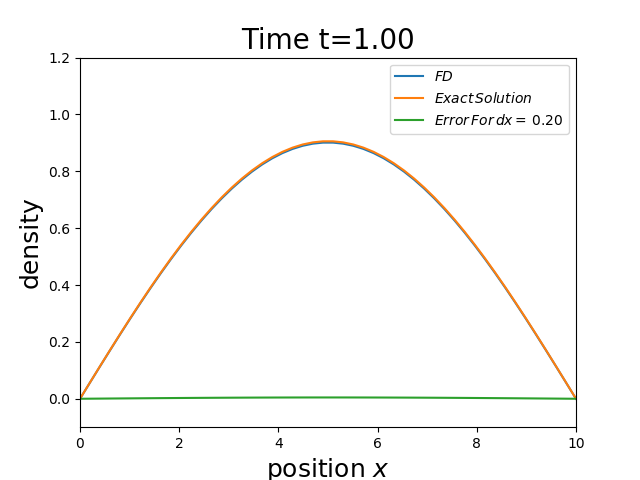 Time t=1.00
1.2
1.0
0.8
0.6
0.4
0.2
0.0
density
FD
Exact Solution
Error For dx = 0.20
0 2 4 6 8 10
position x